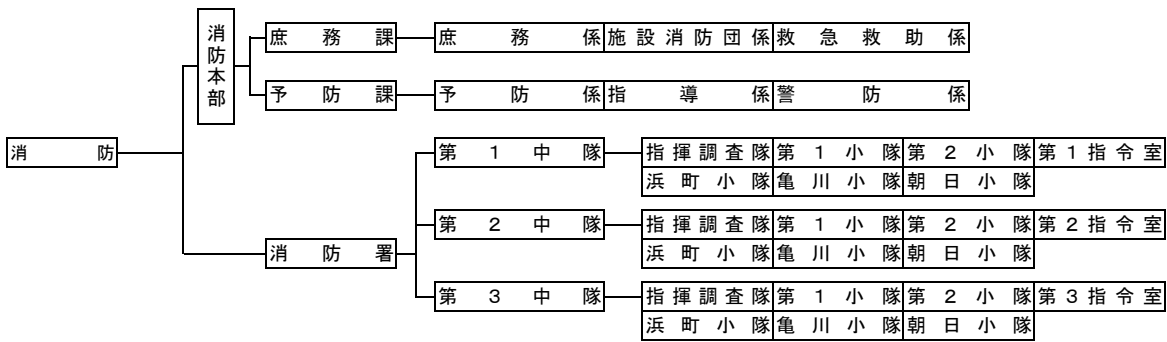 消防本部
庶務課 庶務係 施設消防団係 救急救助係
予防課 予防係 指導係 警防係
消防
第1中隊 指揮調査隊 第1小隊 第2小隊 第1指令室
浜町小隊 亀川小隊 朝日小隊
消防署
第2中隊 指揮調査隊 第1小隊 第2小隊 第2指令室
浜町小隊 亀川小隊 朝日小隊
第3中隊 指揮調査隊 第1小隊 第2小隊 第3指令室
浜町小隊 亀川小隊 朝日小隊